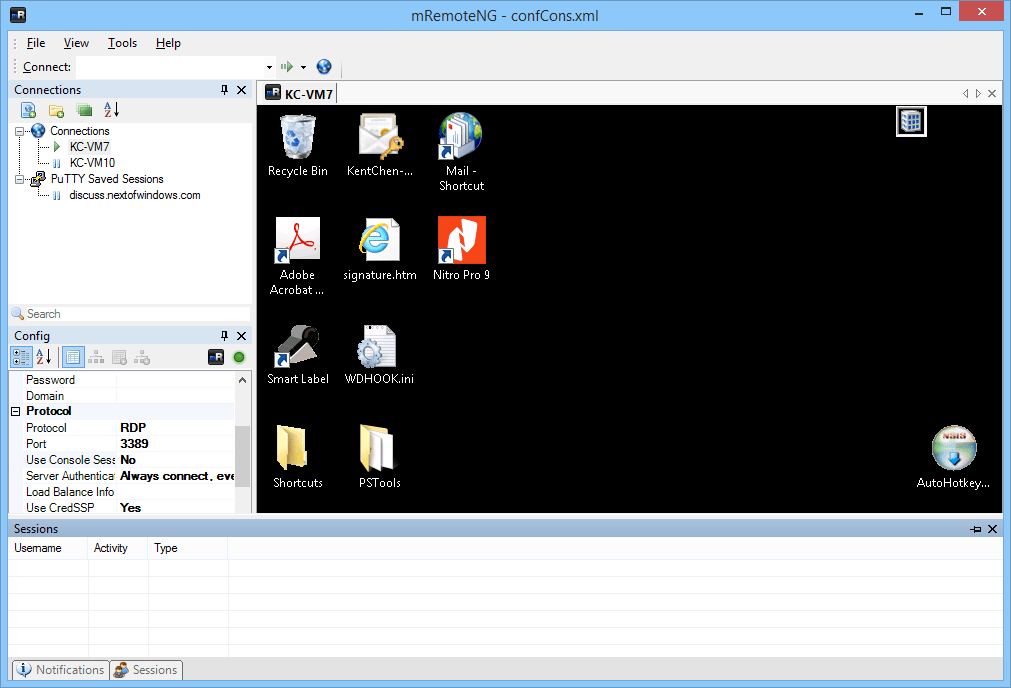 mRemoteNG - confCons.xml
File View Tools Help
Connect:
Connections
Connections
KC-VM7
KC-VM10
PuTTY Saved Sessions
discuss.nextofwindows.com
Search
Config
Password
Domain
Protocol
Protocol RDP
Port 3389
Use Console Sess No
Server Authenticat Always connect, eve
Load Balance Info
Use CredSSP Yes
KC-VM7
Recycle Bin
KentChen-...
Mail -
Shortcut
Adobe
Acrobat ...
signature.htm
Nitro Pro 9
Smart Label
WDHOOK.ini
Shortcuts
PSTools
AutoHotkey...
Sessions
Username Activity Type
Notifications Sessions